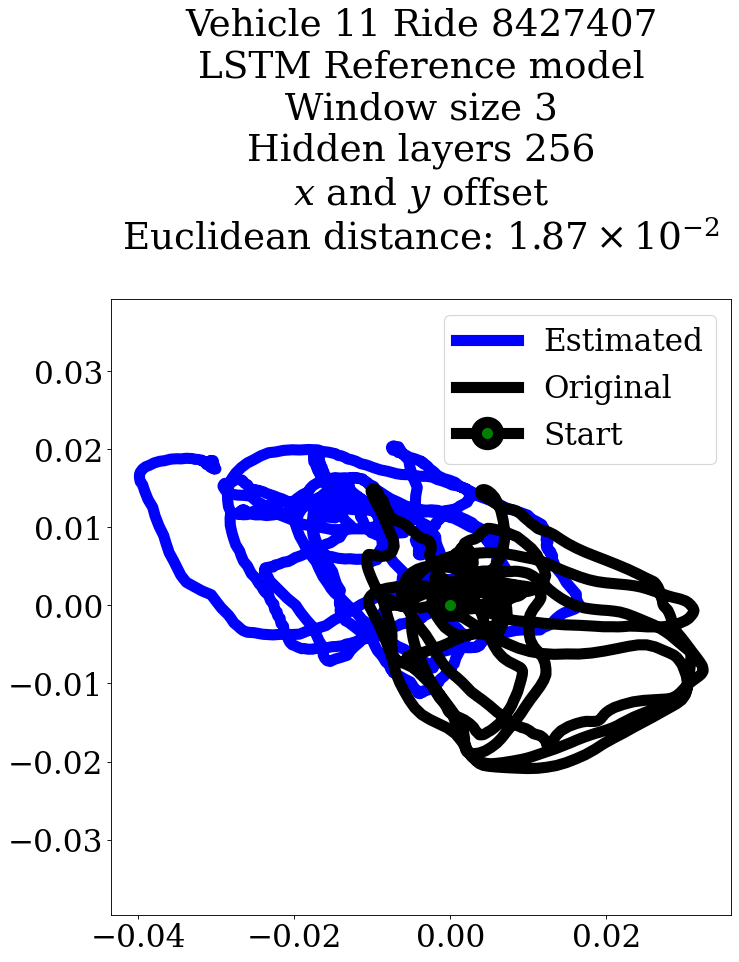 Vehicle 11 Ride 8427407
LSTM Reference model
Window size 3
Hidden layers 256
x and y offset
Euclidean distance: 1.87 × 10⁻²
Estimated
Original
Start
0.03
0.02
0.01
0.00
−0.01
−0.02
−0.03
−0.04 −0.02 0.00 0.02